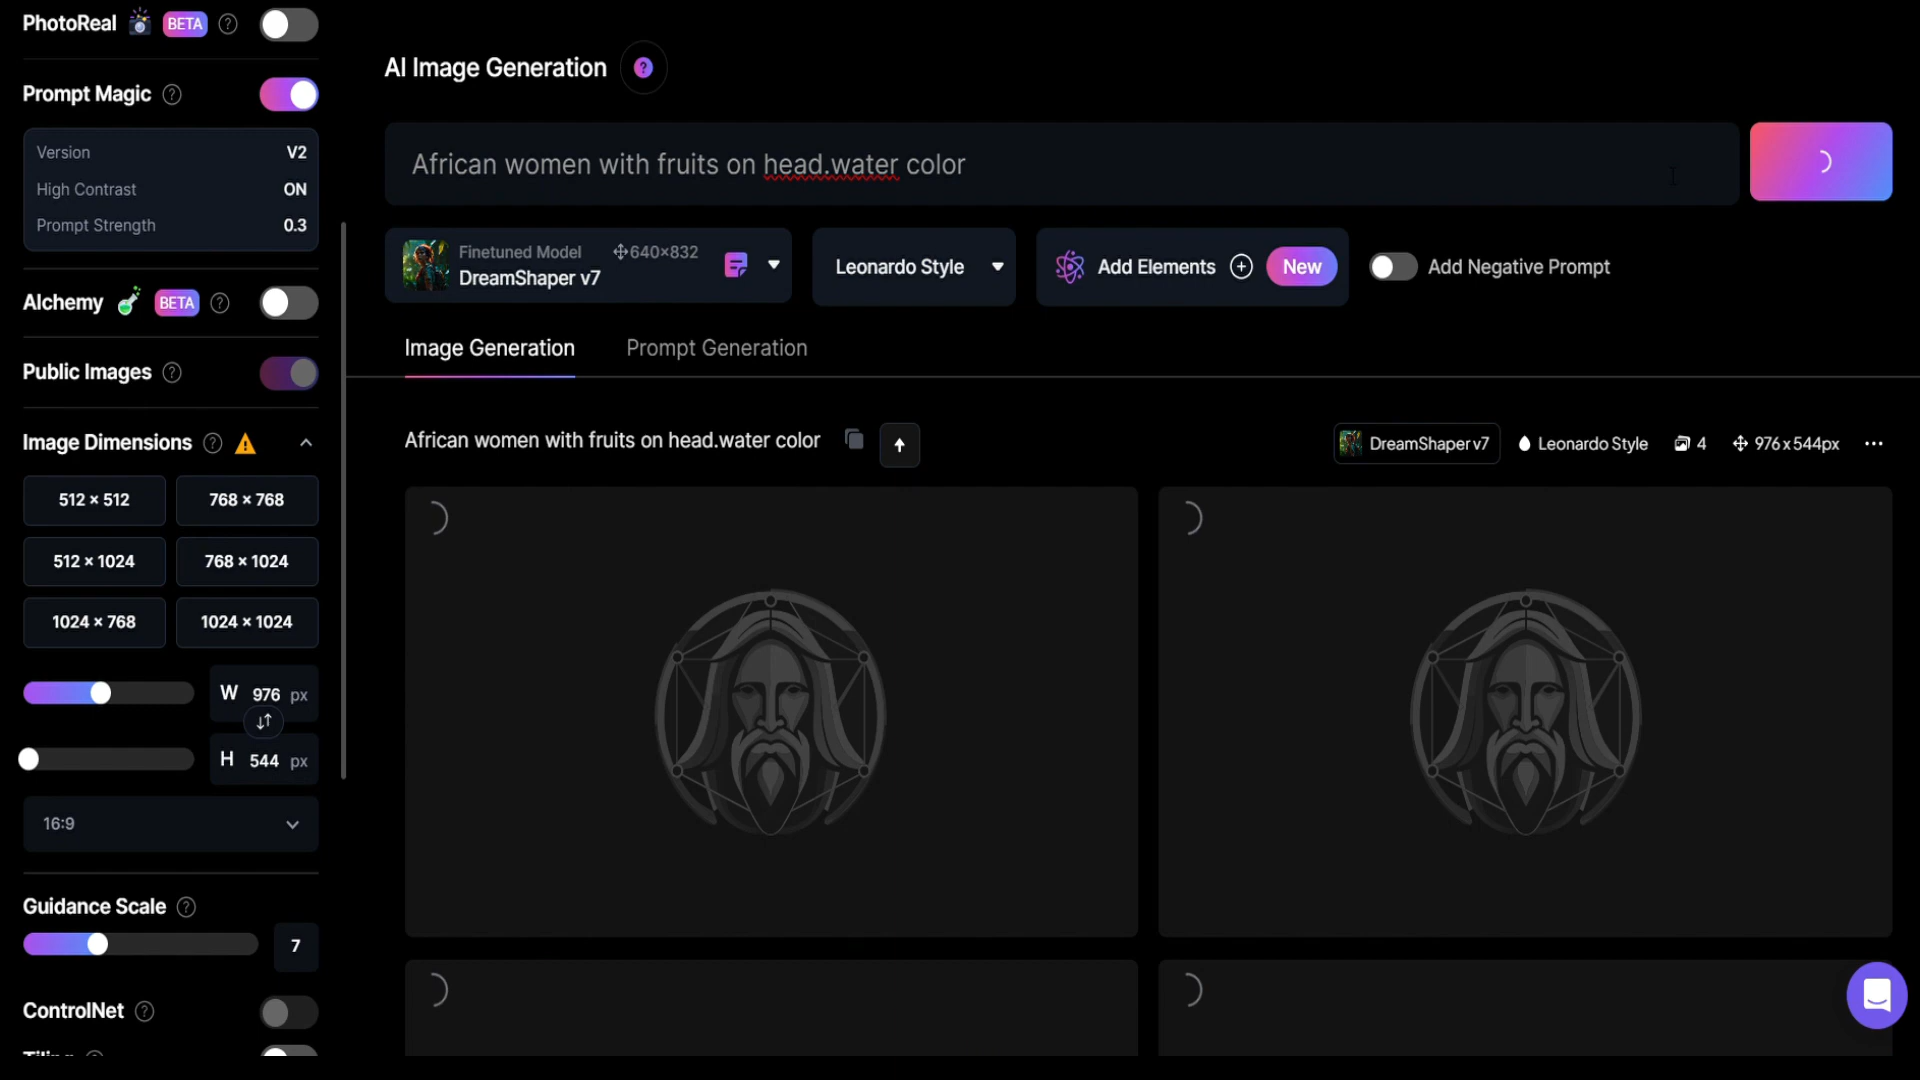 PhotoReal BETA ?
Prompt Magic ?
Version V2
High Contrast ON
Prompt Strength 0.3
Alchemy BETA ?
Public Images ?
Image Dimensions ?
512 × 512 768 × 768
512 × 1024 768 × 1024
1024 × 768 1024 × 1024
W 976 px
H 544 px
16:9
Guidance Scale ?
7
ControlNet ?
Tiling ?
AI Image Generation ?
African women with fruits on head.water color
Finetuned Model 640×832
DreamShaper v7
Leonardo Style
Add Elements New
Add Negative Prompt
Image Generation Prompt Generation
African women with fruits on head.water color
DreamShaper v7 Leonardo Style 4 976 x 544px